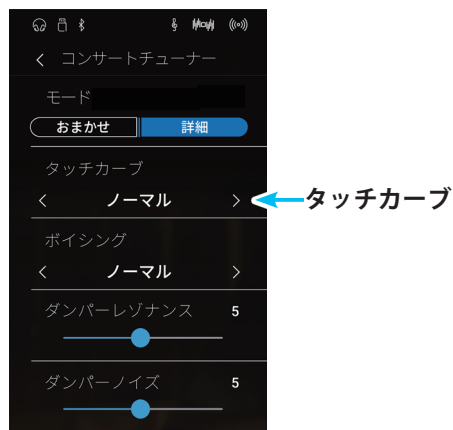 コンサートチューナー
モード
おまかせ 詳細
タッチカーブ
ノーマル
タッチカーブ
ボイシング
ノーマル
ダンパーレゾナンス 5
ダンパーノイズ 5